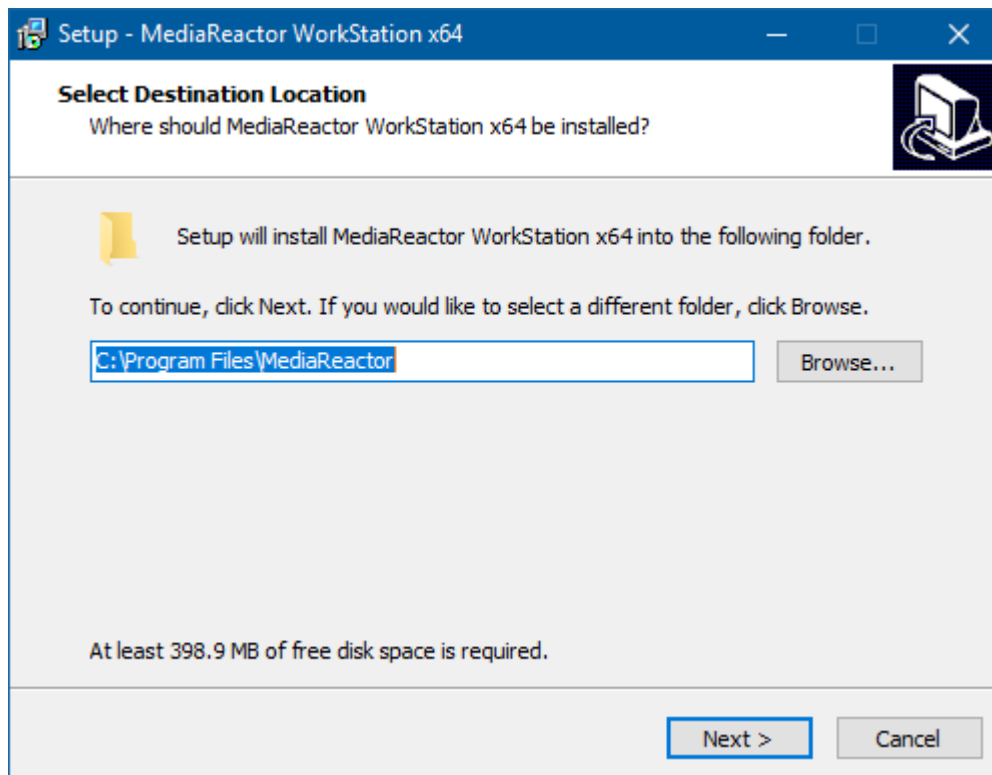 Setup - MediaReactor WorkStation x64
Select Destination Location
Where should MediaReactor WorkStation x64 be installed?
Setup will install MediaReactor WorkStation x64 into the following folder.
To continue, click Next. If you would like to select a different folder, click Browse.
C:\Program Files\MediaReactor
Browse...
At least 398.9 MB of free disk space is required.
Next >
Cancel